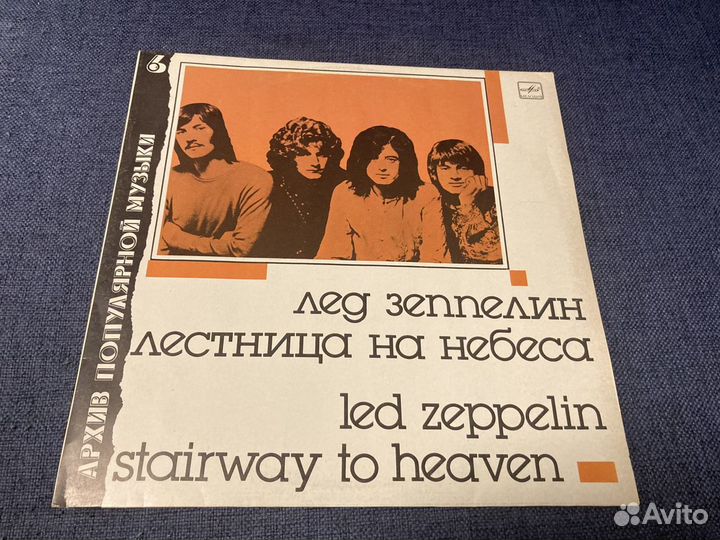 6
АРХИВ ПОПУЛЯРНОЙ МУЗЫКИ
лед зеппелин
лестница на небеса
led zeppelin
stairway to heaven
Avito